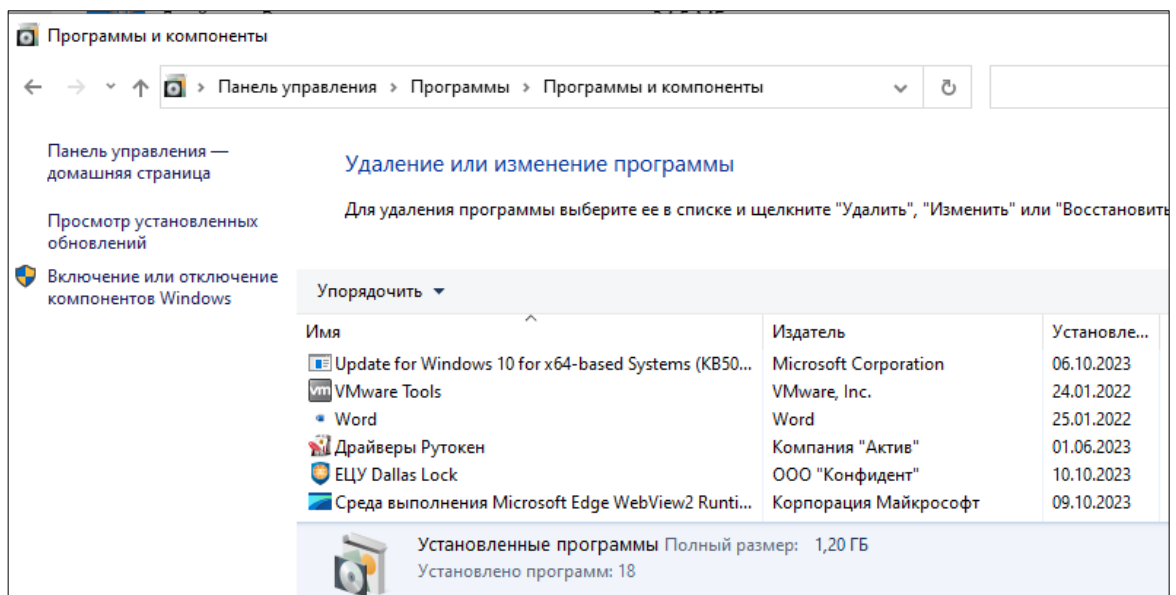 Программы и компоненты
Панель управления › Программы › Программы и компоненты
Панель управления —
домашняя страница
Просмотр установленных
обновлений
Включение или отключение
компонентов Windows
Удаление или изменение программы
Для удаления программы выберите ее в списке и щелкните "Удалить", "Изменить" или "Восстановить
Упорядочить
Имя Издатель Установле...
Update for Windows 10 for x64-based Systems (KB50... Microsoft Corporation 06.10.2023
VMware Tools VMware, Inc. 24.01.2022
Word Word 25.01.2022
Драйверы Рутокен Компания "Актив" 01.06.2023
ЕЦУ Dallas Lock ООО "Конфидент" 10.10.2023
Среда выполнения Microsoft Edge WebView2 Runti... Корпорация Майкрософт 09.10.2023
Установленные программы Полный размер: 1,20 ГБ
Установлено программ: 18